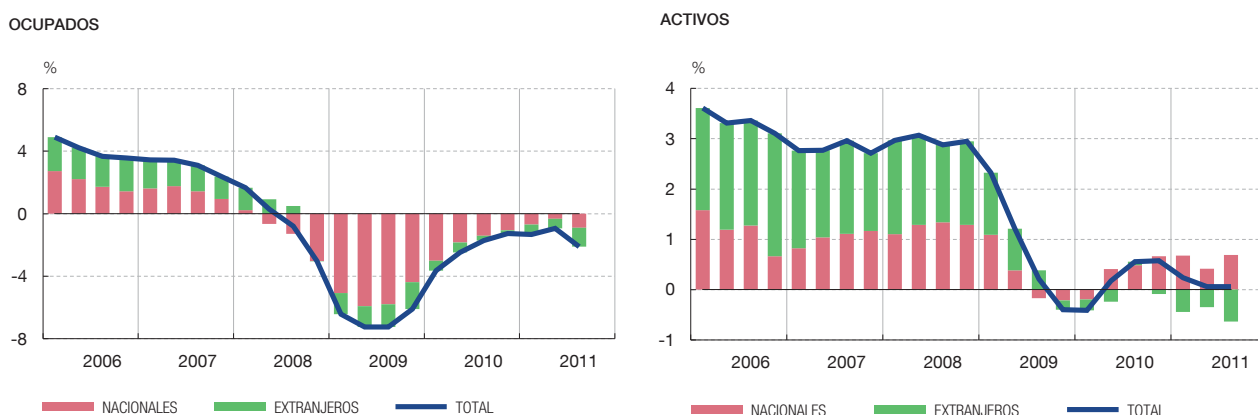 OCUPADOS
%
8
4
0
-4
-8
2006 2007 2008 2009 2010 2011
NACIONALES EXTRANJEROS TOTAL
ACTIVOS
%
4
3
2
1
0
-1
2006 2007 2008 2009 2010 2011
NACIONALES EXTRANJEROS TOTAL